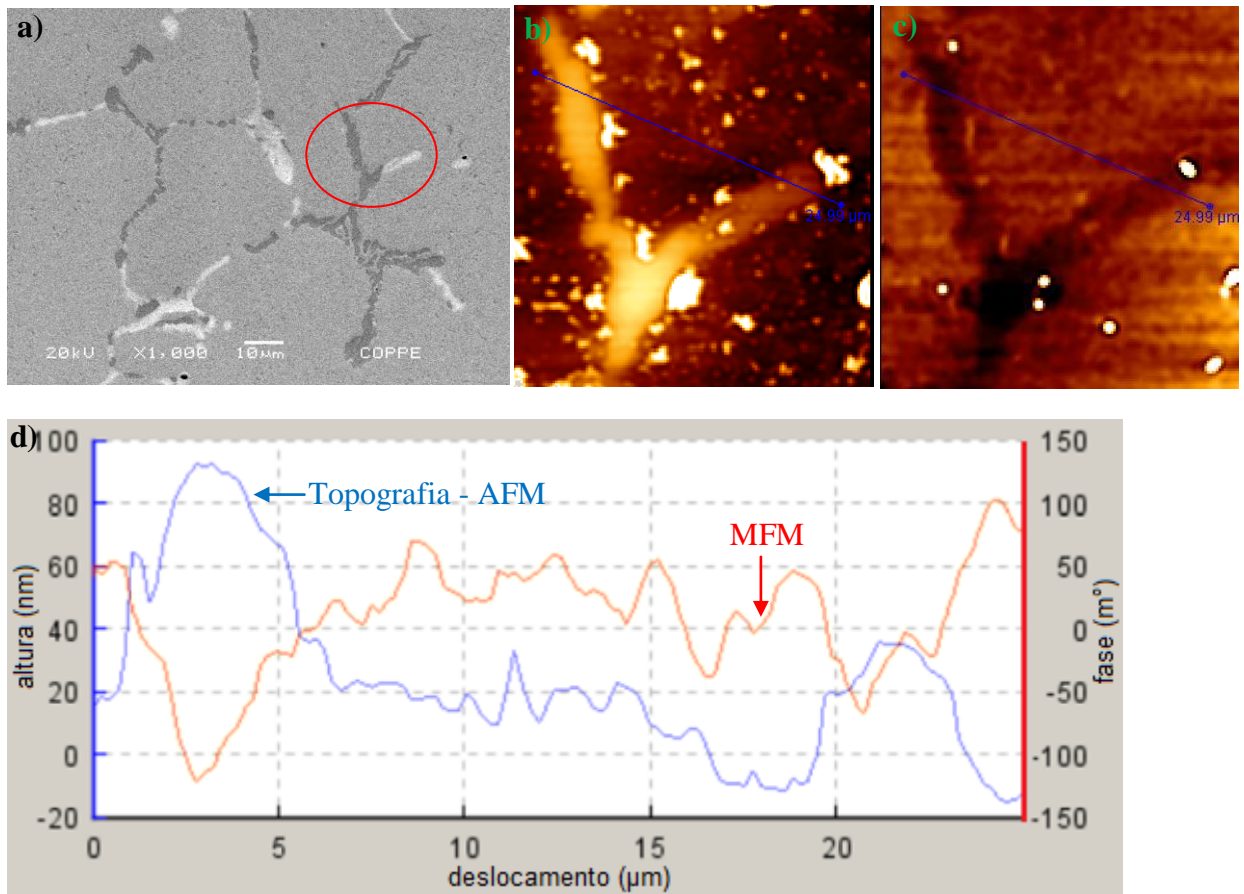 a)
b)
c)
20kV X1,000 10µm COPPE
24.99 µm
24.99 µm
d)
100
80
60
40
20
0
-20
altura (nm)
Topografia - AFM
MFM
150
100
50
0
-50
-100
-150
fase (m°)
0 5 10 15 20
deslocamento (µm)